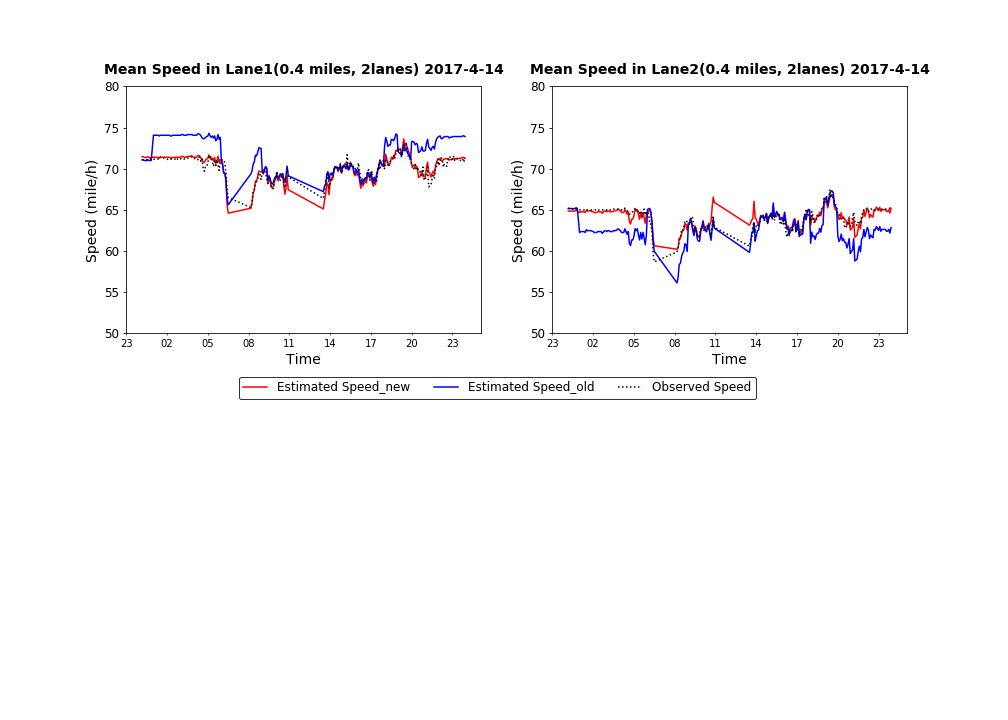 Mean Speed in Lane1(0.4 miles, 2lanes) 2017-4-14
80
75
70
65
60
55
50
Speed (mile/h)
23 02 05 08 11 14 17 20 23
Time
Mean Speed in Lane2(0.4 miles, 2lanes) 2017-4-14
80
75
70
65
60
55
50
Speed (mile/h)
23 02 05 08 11 14 17 20 23
Time
Estimated Speed_new Estimated Speed_old Observed Speed